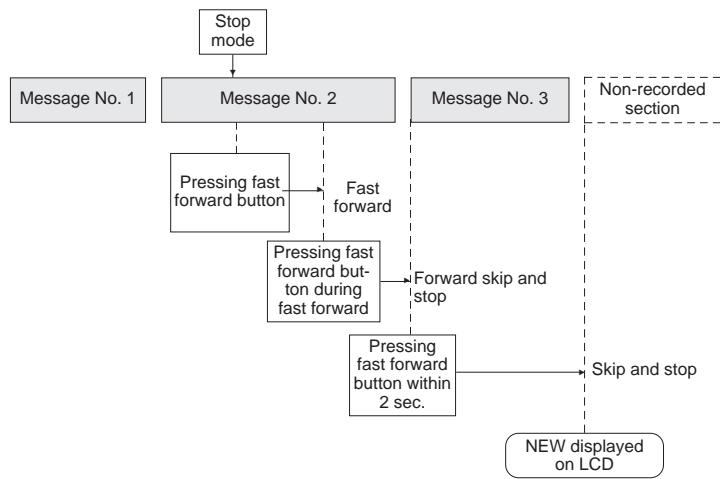 Stop
mode
Message No. 1
Message No. 2
Message No. 3
Non-recorded
section
Pressing fast
forward button
Fast
forward
Pressing fast
forward but-
ton during
fast forward
Forward skip and
stop
Pressing
fast forward
button within
2 sec.
Skip and stop
NEW displayed
on LCD